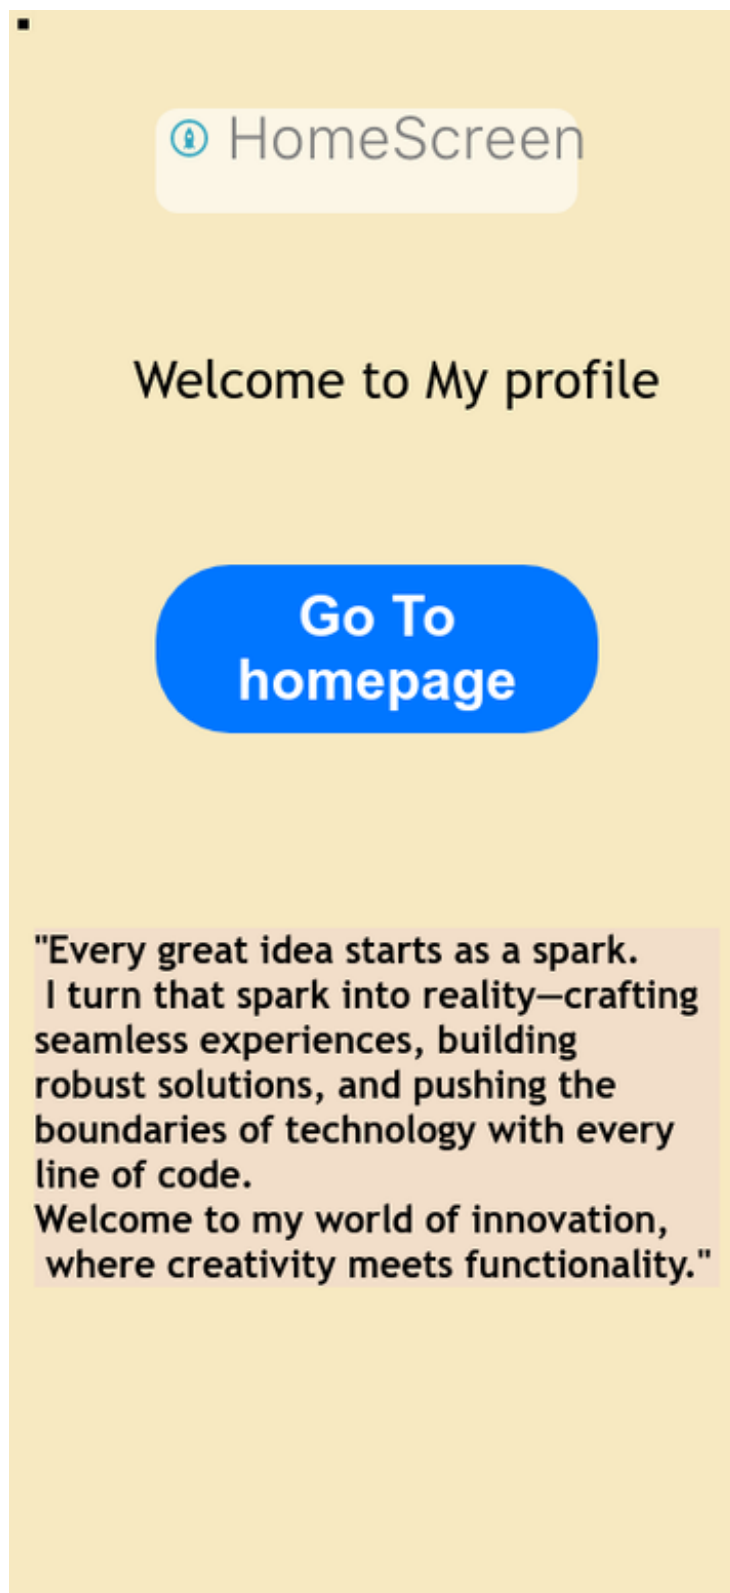 HomeScreen
Welcome to My profile
Go To
homepage
"Every great idea starts as a spark.
I turn that spark into reality—crafting
seamless experiences, building
robust solutions, and pushing the
boundaries of technology with every
line of code.
Welcome to my world of innovation,
where creativity meets functionality."